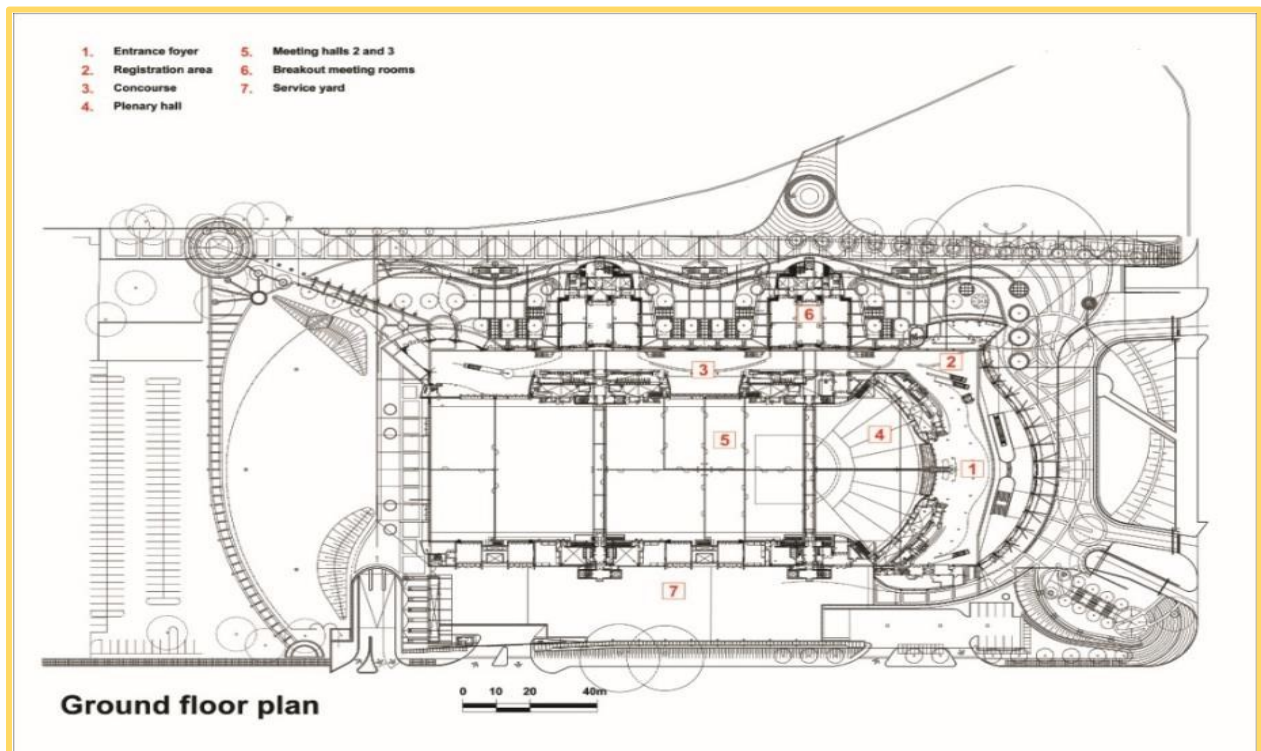 1. Entrance foyer
2. Registration area
3. Concourse
4. Plenary hall
5. Meeting halls 2 and 3
6. Breakout meeting rooms
7. Service yard
6
2
3
4
5
1
7
0 10 20 40m
Ground floor plan